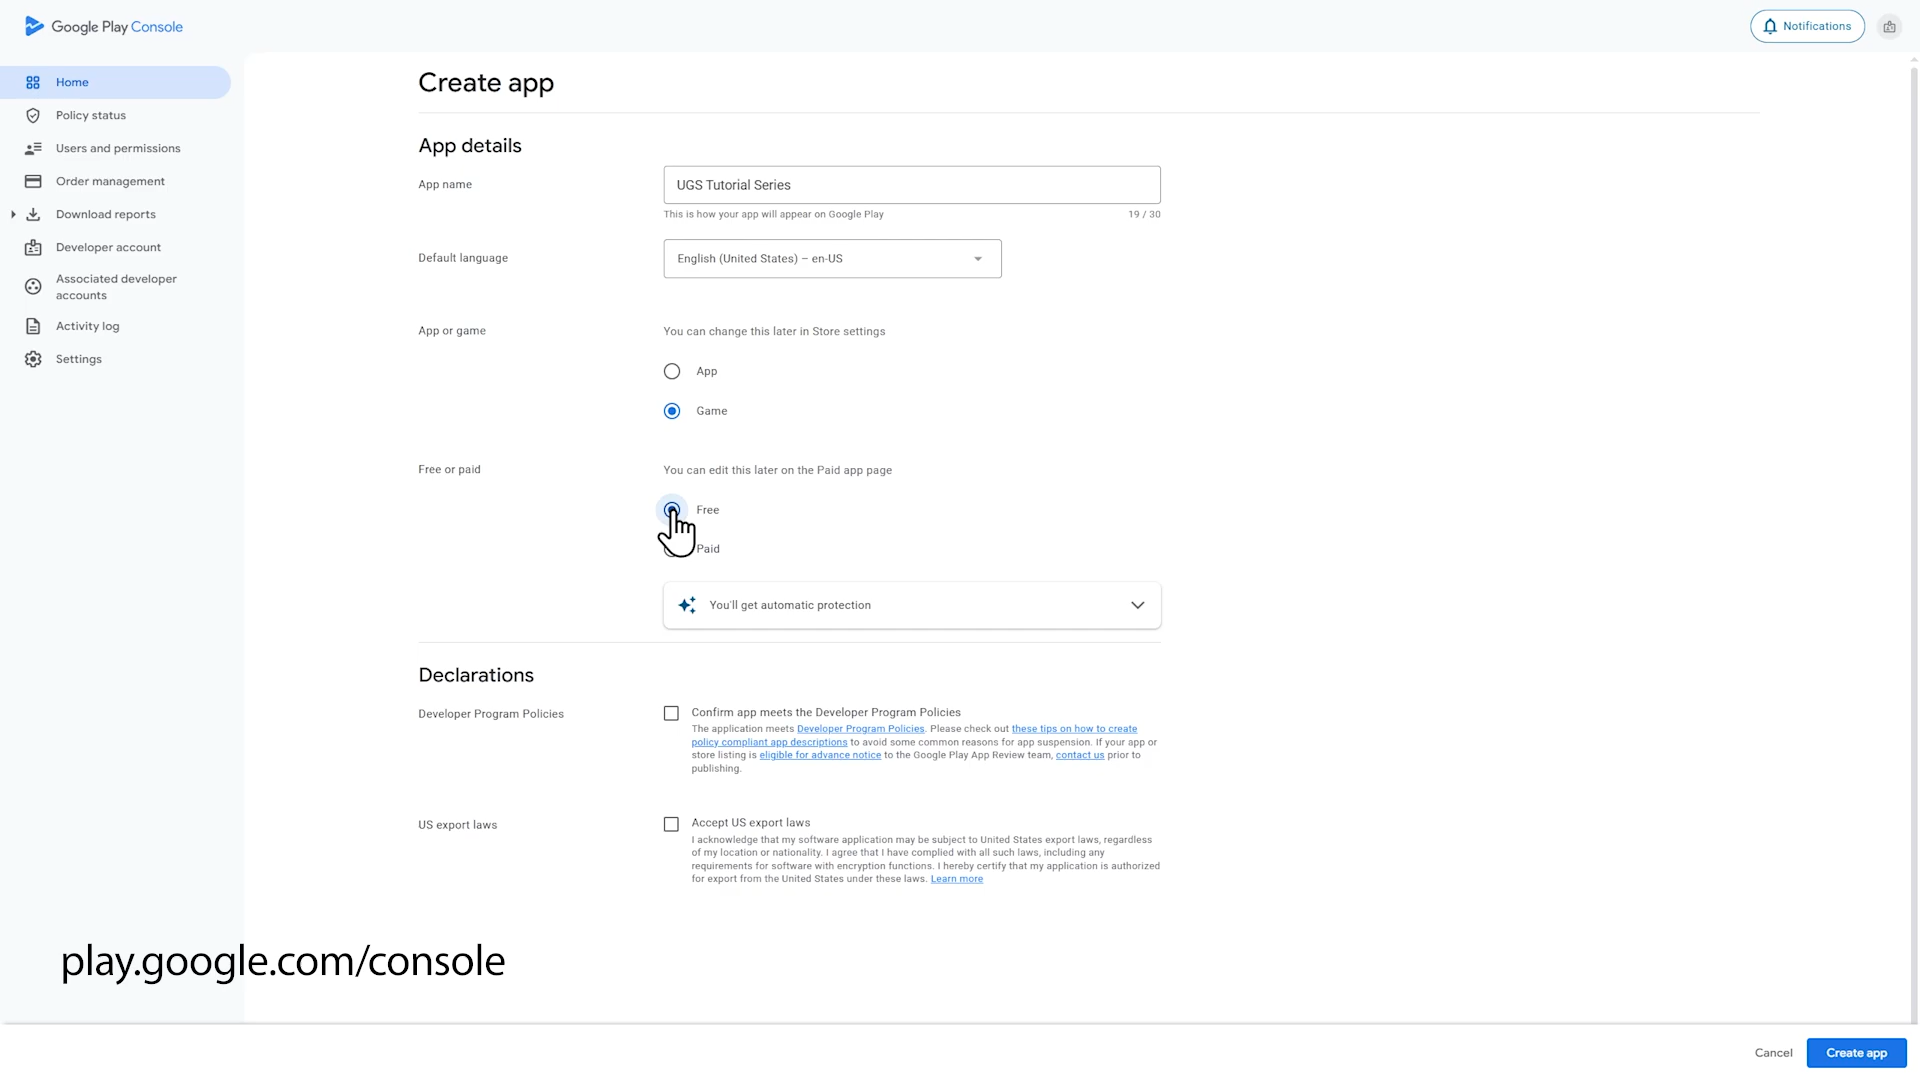 Google Play Console
Notifications
Home
Policy status
Users and permissions
Order management
Download reports
Developer account
Associated developer
accounts
Activity log
Settings
Create app
App details
App name
UGS Tutorial Series
This is how your app will appear on Google Play
19 / 30
Default language
English (United States) – en-US
App or game
You can change this later in Store settings
App
Game
Free or paid
You can edit this later on the Paid app page
Free
Paid
You'll get automatic protection
Declarations
Developer Program Policies
Confirm app meets the Developer Program Policies
The application meets Developer Program Policies. Please check out these tips on how to create
policy compliant app descriptions to avoid some common reasons for app suspension. If your app or
store listing is eligible for advance notice to the Google Play App Review team, contact us prior to
publishing.
US export laws
Accept US export laws
I acknowledge that my software application may be subject to United States export laws, regardless
of my location or nationality. I agree that I have complied with all such laws, including any
requirements for software with encryption functions. I hereby certify that my application is authorized
for export from the United States under these laws. Learn more
play.google.com/console
Cancel
Create app